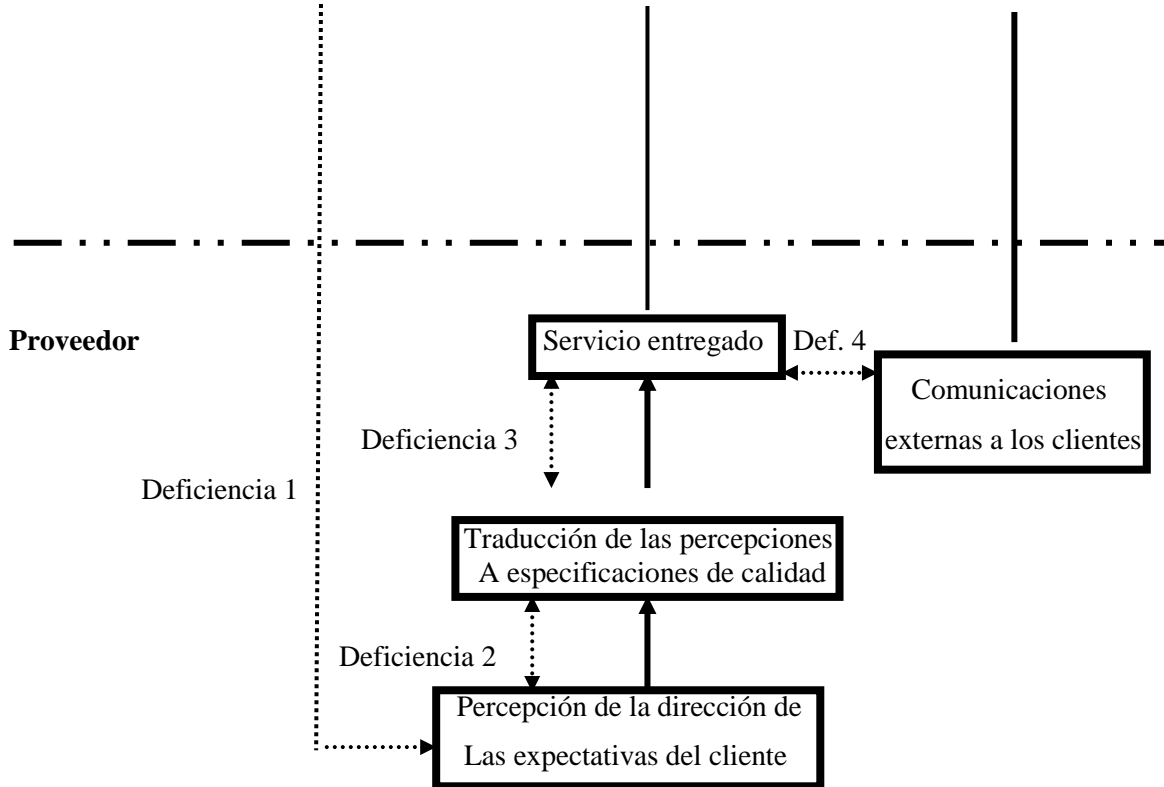 Proveedor
Servicio entregado
Def. 4
Comunicaciones
externas a los clientes
Deficiencia 3
Deficiencia 1
Traducción de las percepciones
A especificaciones de calidad
Deficiencia 2
Percepción de la dirección de
Las expectativas del cliente